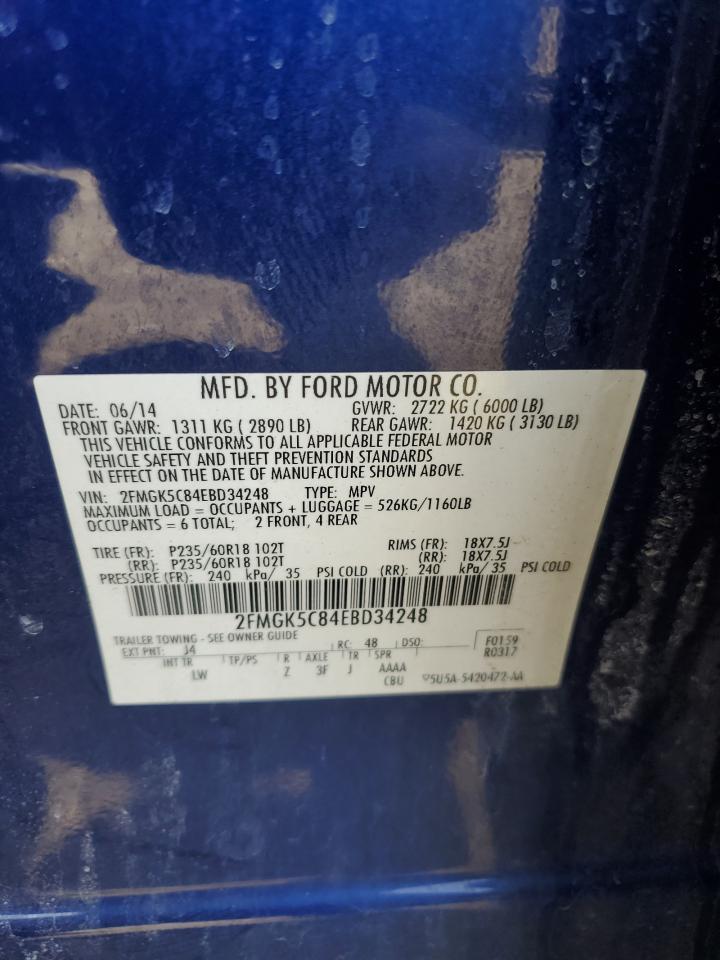 MFD. BY FORD MOTOR CO.
DATE: 06/14 GVWR: 2722 KG ( 6000 LB)
FRONT GAWR: 1311 KG ( 2890 LB) REAR GAWR: 1420 KG ( 3130 LB)
THIS VEHICLE CONFORMS TO ALL APPLICABLE FEDERAL MOTOR
VEHICLE SAFETY AND THEFT PREVENTION STANDARDS
IN EFFECT ON THE DATE OF MANUFACTURE SHOWN ABOVE.
VIN: 2FMGK5C84EBD34248 TYPE: MPV
MAXIMUM LOAD = OCCUPANTS + LUGGAGE = 526KG/1160LB
OCCUPANTS = 6 TOTAL; 2 FRONT, 4 REAR
TIRE (FR): P235/60R18 102T RIMS (FR): 18X7.5J
(RR): P235/60R18 102T (RR): 18X7.5J
PRESSURE (FR): 240 kPa/ 35 PSI COLD (RR): 240 kPa/ 35 PSI COLD
2FMGK5C84EBD34248
TRAILER TOWING - SEE OWNER GUIDE
EXT PNT: J4 RC: 48 DSO: F0159
R0317
INT TR TP/PS R AXLE TR SPR
LW Z 3F J AAAA
CBU 5U5A-5420472-AA